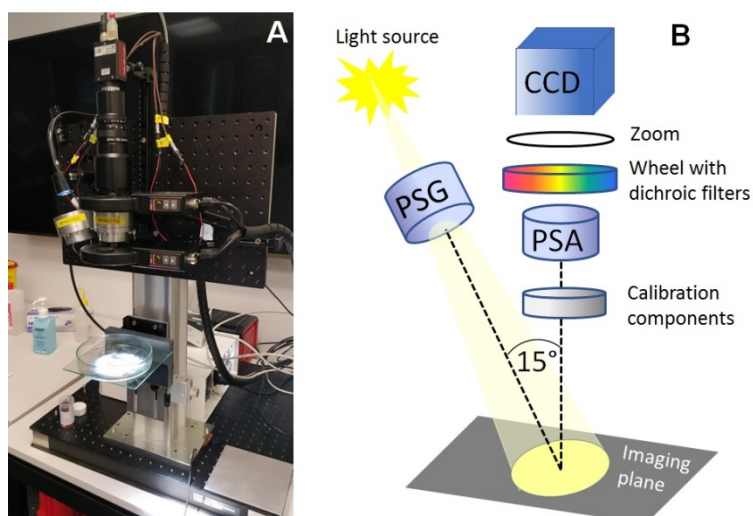 A
Light source
B
CCD
Zoom
Wheel with
dichroic filters
PSG
PSA
Calibration
components
15°
Imaging
plane